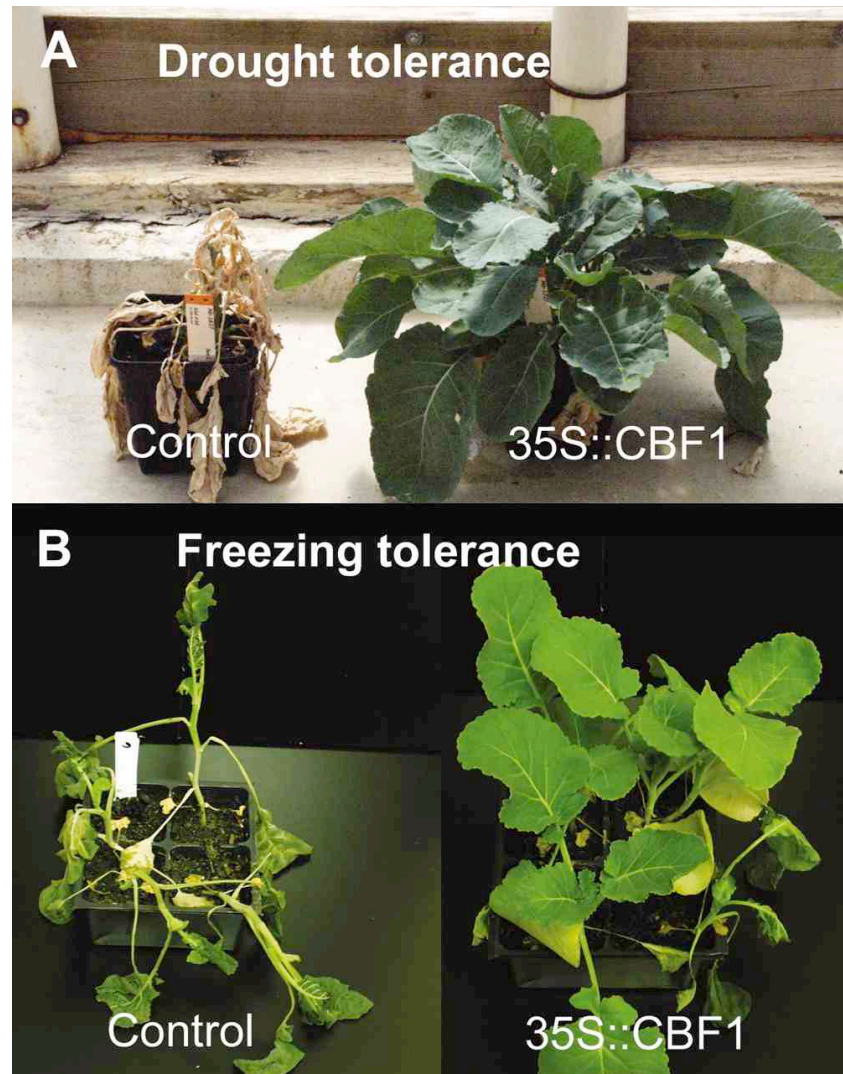 A
Drought tolerance
Control
35S::CBF1
B
Freezing tolerance
Control
35S::CBF1